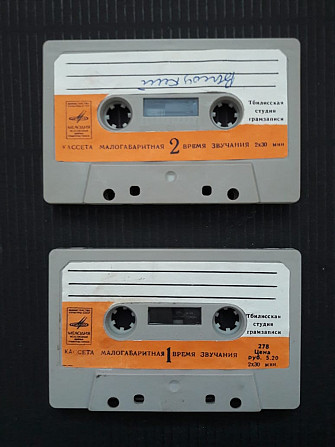 Высоцкий
Тбилисская
студия
грамзаписи
МЕЛОДИЯ
КАССЕТА МАЛОГАБАРИТНАЯ 2 ВРЕМЯ ЗВУЧАНИЯ 2х30 мин
Тбилисская
студия
грамзаписи
МЕЛОДИЯ
278
Цена
руб. 5.20
КАССЕТА МАЛОГАБАРИТНАЯ 1 ВРЕМЯ ЗВУЧАНИЯ 2х30 мин.